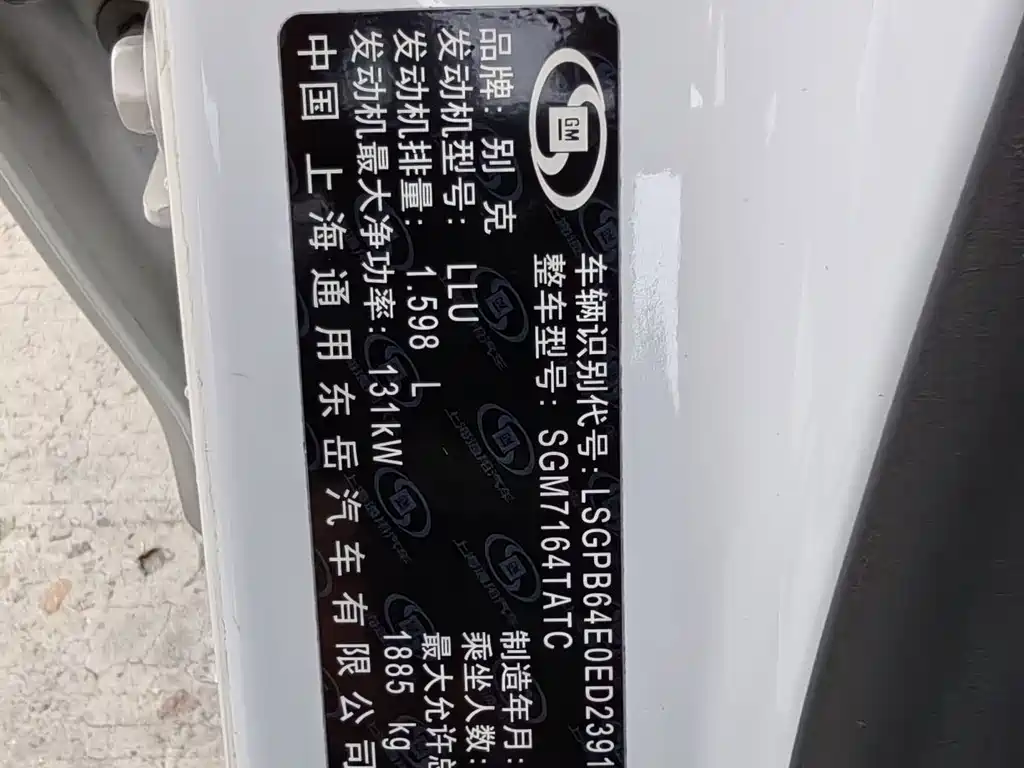 GM
车辆识别代号:LSGPB64E0ED2391
整车型号: SGM7164TATC
品牌: 别克
制造年月:
发动机型号: LLU
乘坐人数:
发动机排量: 1.598 L
最大允许总
发动机最大净功率:131kW
1885 kg
中国 上海通用东岳汽车有限公司